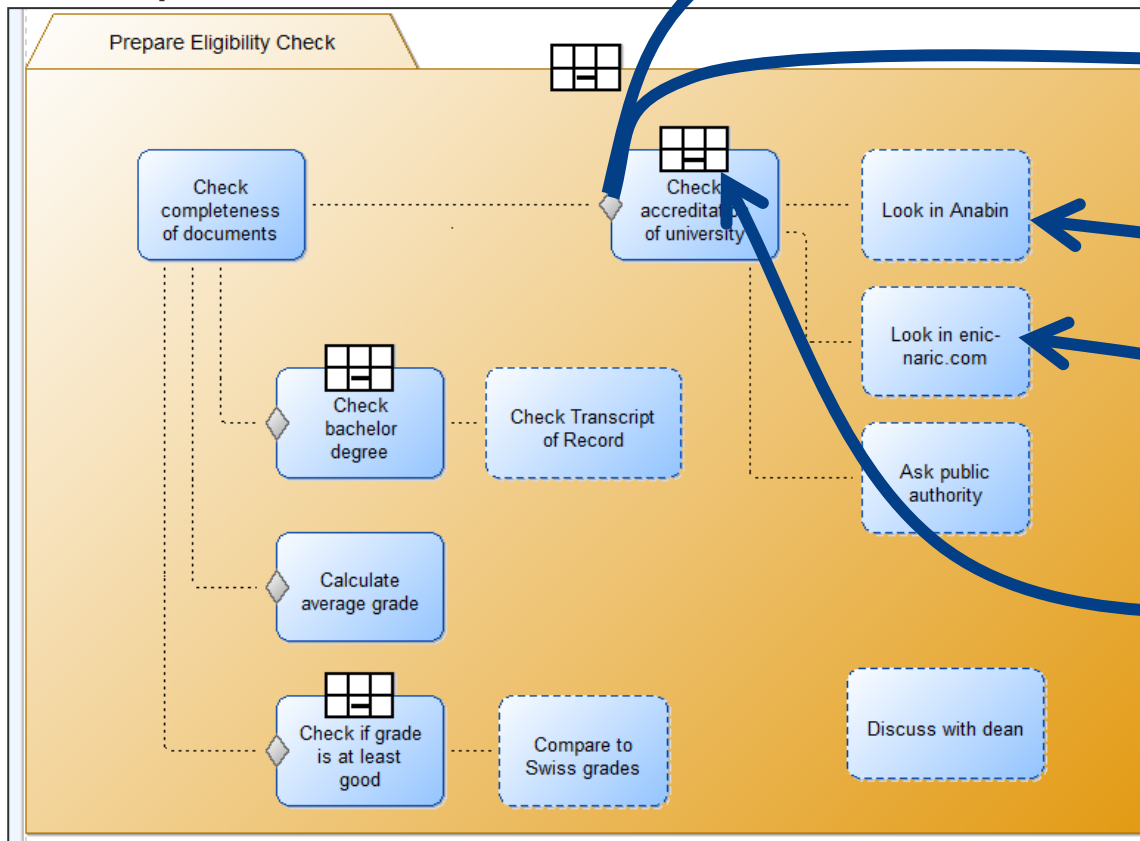 Prepare Eligibility Check
Check
completeness
of documents
Check
accreditation
of university
Look in Anabin
Look in enic-
naric.com
Check
bachelor
degree
Check Transcript
of Record
Ask public
authority
Calculate
average grade
Check if grade
is at least
good
Compare to
Swiss grades
Discuss with dean